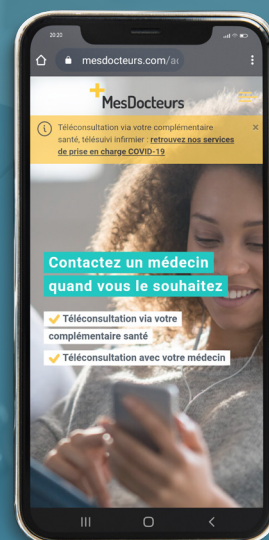 20:20
mesdocteurs.com/ac
MesDocteurs
Téléconsultation via votre complémentaire
santé, télésuivi infirmier : retrouvez nos services
de prise en charge COVID-19
Contactez un médecin
quand vous le souhaitez
Téléconsultation via votre
complémentaire santé
Téléconsultation avec votre médecin